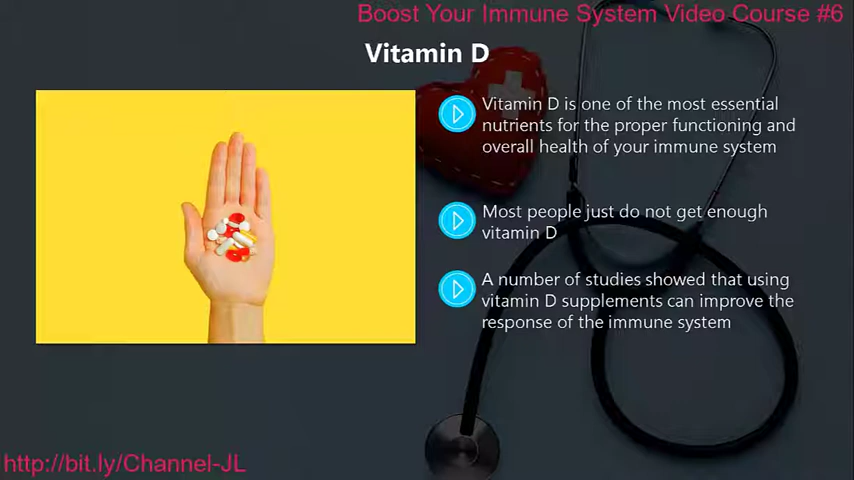 Boost Your Immune System Video Course #6
Vitamin D
Vitamin D is one of the most essential
nutrients for the proper functioning and
overall health of your immune system
Most people just do not get enough
vitamin D
A number of studies showed that using
vitamin D supplements can improve the
response of the immune system
http://bit.ly/Channel-JL